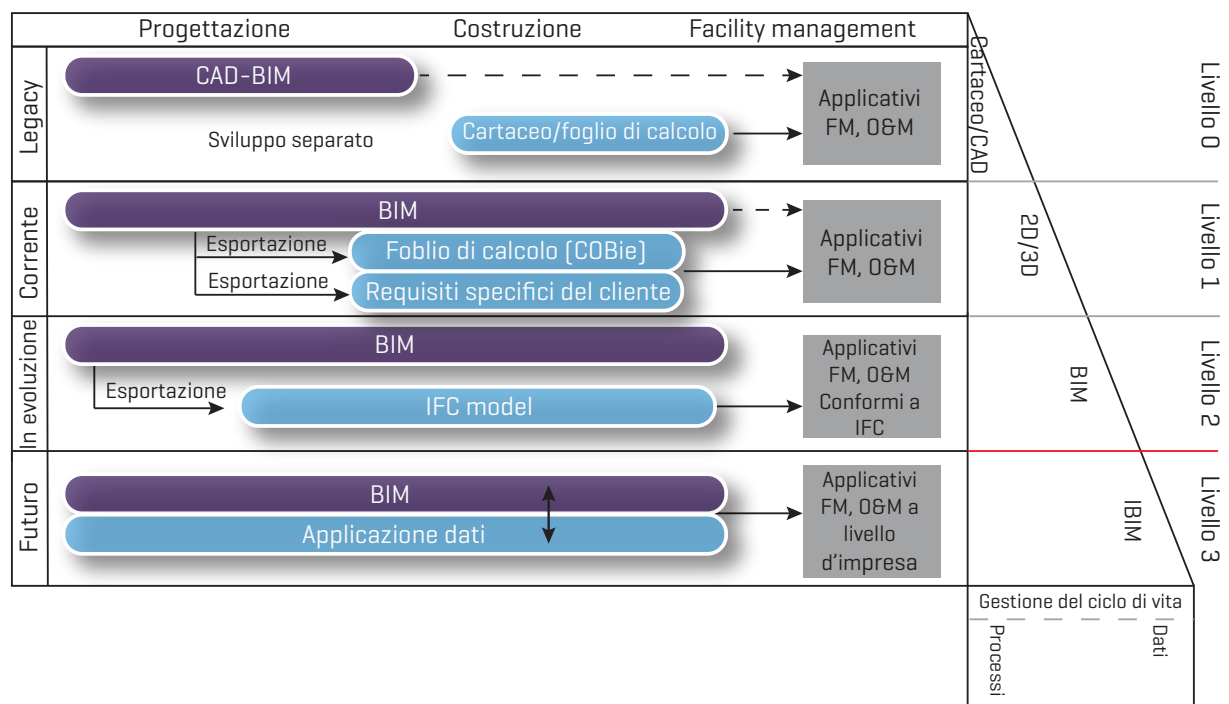 Progettazione
Costruzione
Facility management
Legacy
CAD-BIM
Sviluppo separato
Cartaceo/foglio di calcolo
Applicativi
FM, O&M
Cartaceo/CAD
Livello 0
Corrente
BIM
Esportazione
Foblio di calcolo (COBie)
Esportazione
Requisiti specifici del cliente
Applicativi
FM, O&M
2D/3D
Livello 1
In evoluzione
BIM
Esportazione
IFC model
Applicativi
FM, O&M
Conformi a
IFC
BIM
Livello 2
Futuro
BIM
Applicazione dati
Applicativi
FM, O&M a
livello
d'impresa
IBIM
Livello 3
Gestione del ciclo di vita
Processi
Dati